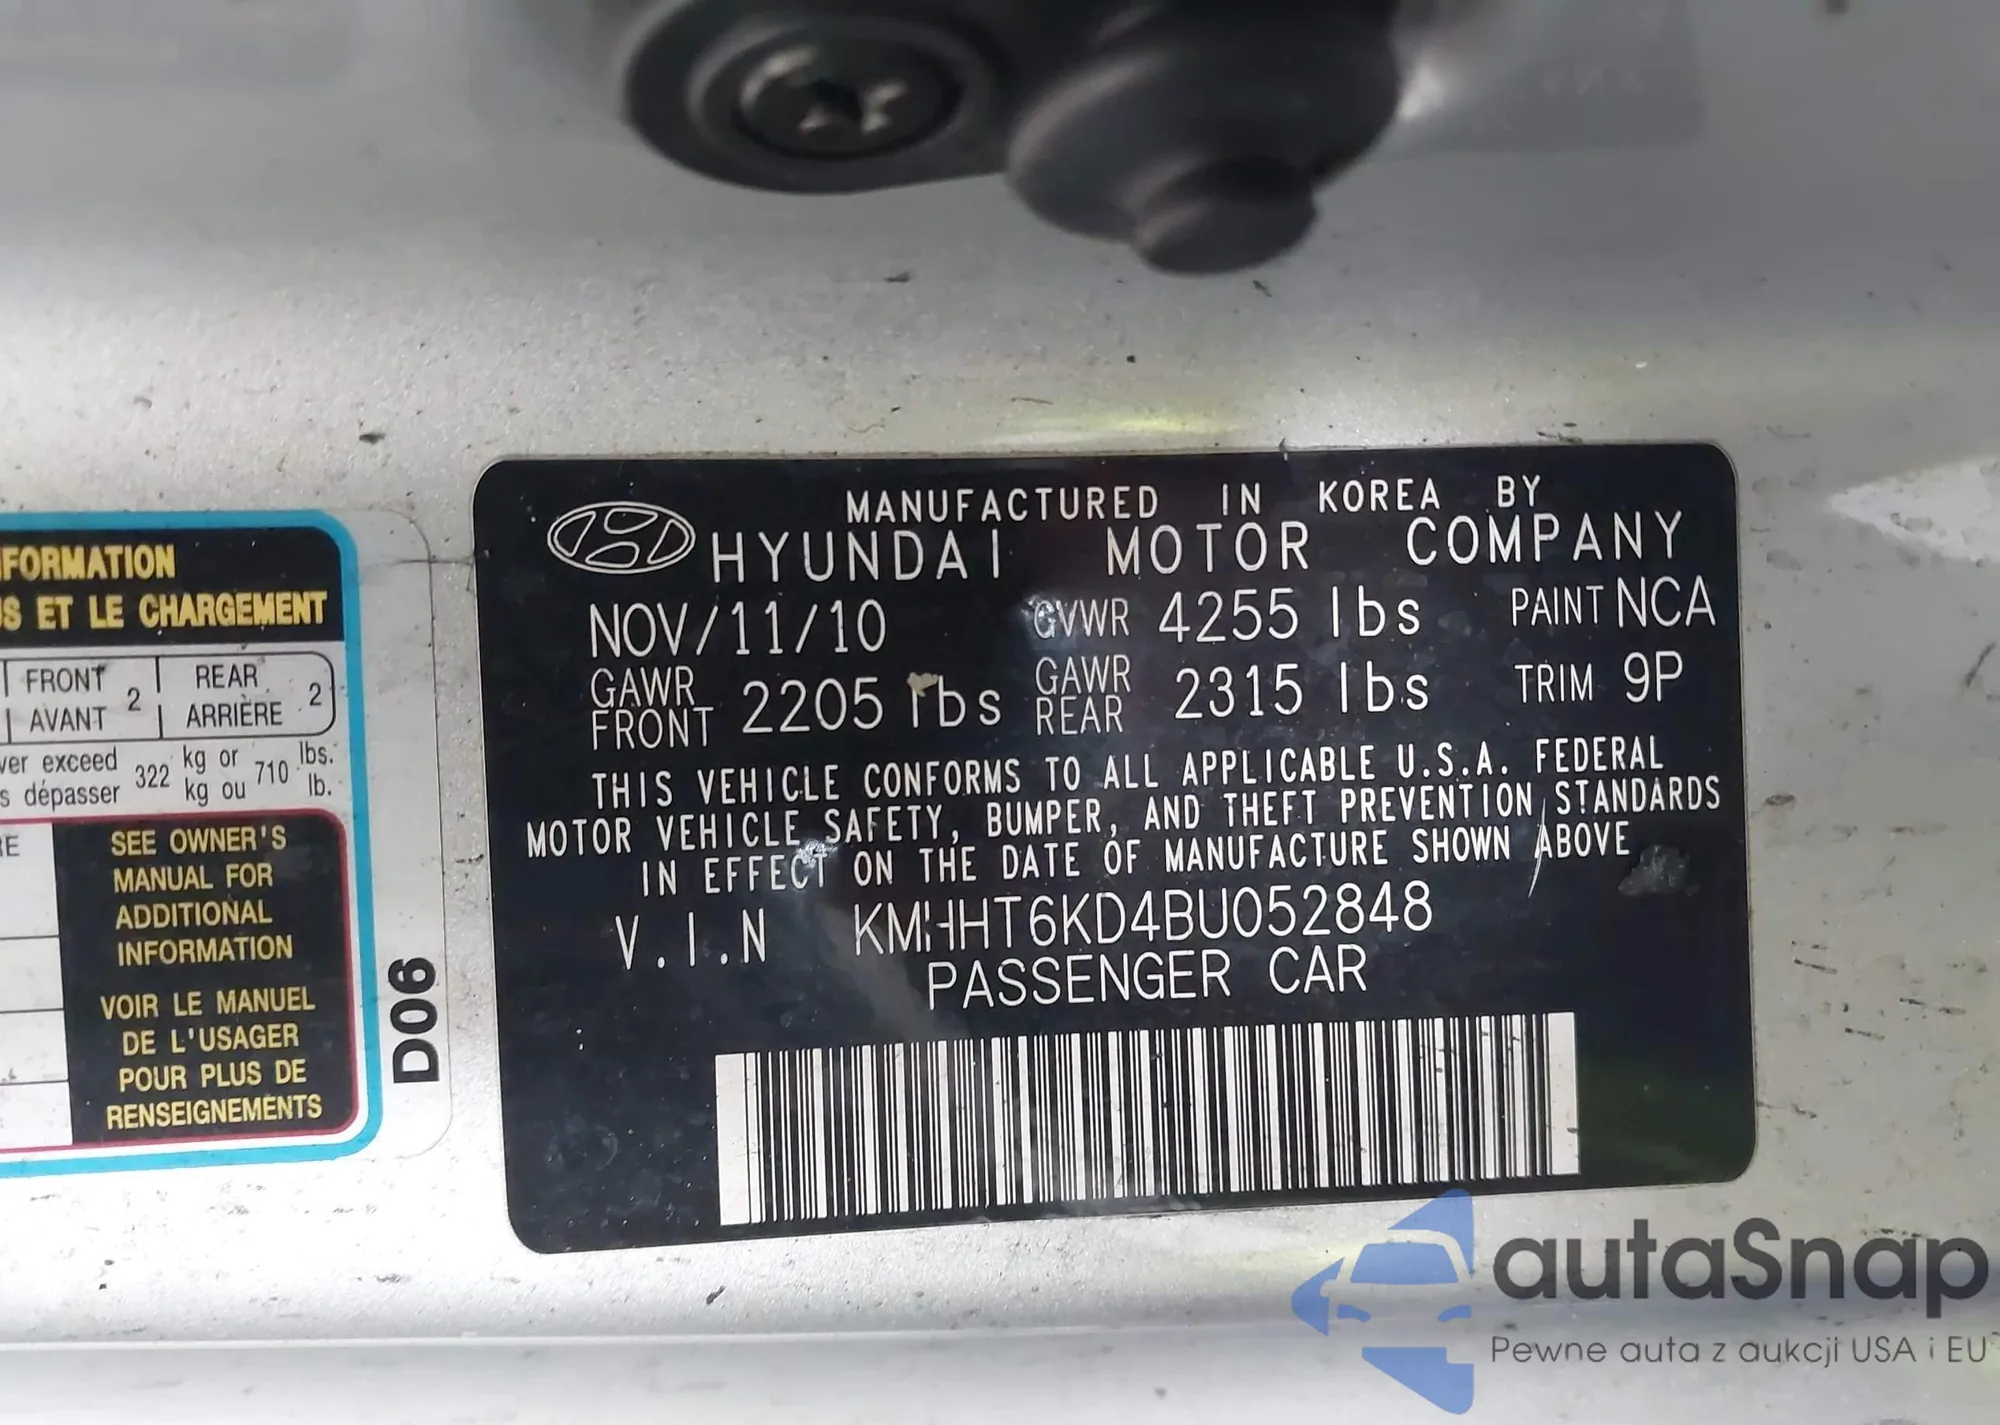 MANUFACTURED IN KOREA BY
HYUNDAI MOTOR COMPANY
NOV/11/10 GVWR 4255 lbs PAINT NCA
GAWR FRONT 2205 lbs GAWR REAR 2315 lbs TRIM 9P
THIS VEHICLE CONFORMS TO ALL APPLICABLE U.S.A. FEDERAL
MOTOR VEHICLE SAFETY, BUMPER, AND THEFT PREVENTION STANDARDS
IN EFFECT ON THE DATE OF MANUFACTURE SHOWN ABOVE
V.I.N KMHHT6KD4BU052848
PASSENGER CAR
ET LE CHARGEMENT
FRONT 2 REAR 2
AVANT ARRIÈRE
exceed 322 kg or 710 lbs.
dépasser kg ou lb.
SEE OWNER'S
MANUAL FOR
ADDITIONAL
INFORMATION
VOIR LE MANUEL
DE L'USAGER
POUR PLUS DE
RENSEIGNEMENTS
D06
autaSnap
Pewne auta z aukcji USA i EU